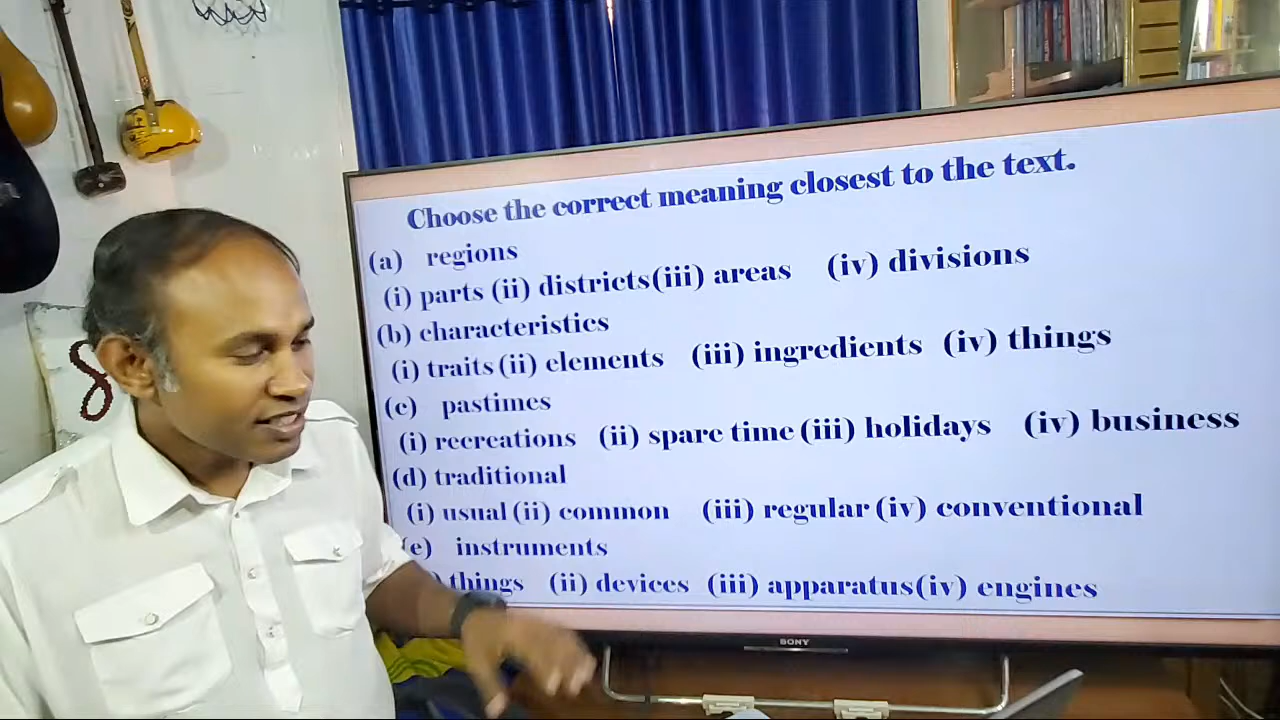 Choose the correct meaning closest to the text.
(a) regions
(i) parts (ii) districts(iii) areas (iv) divisions
(b) characteristics
(i) traits (ii) elements (iii) ingredients (iv) things
(c) pastimes
(i) recreations (ii) spare time (iii) holidays (iv) business
(d) traditional
(i) usual (ii) common (iii) regular (iv) conventional
(e) instruments
) things (ii) devices (iii) apparatus(iv) engines
SONY